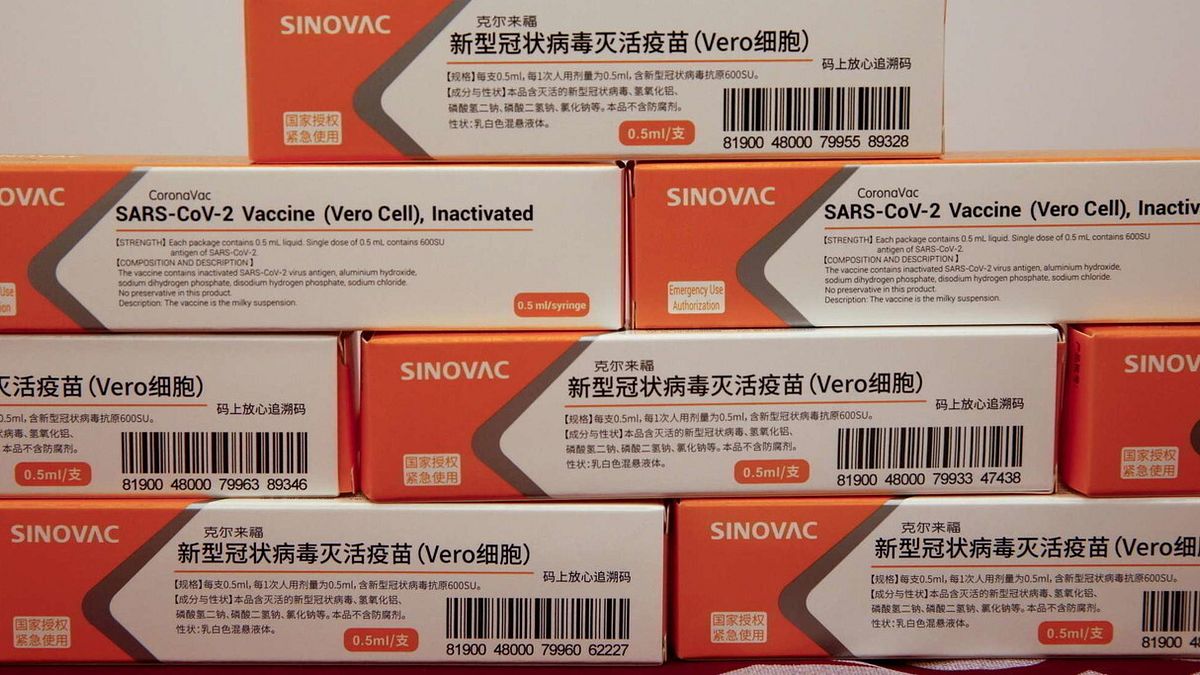 SINOVAC
克尔来福
新型冠状病毒灭活疫苗(Vero细胞)
码上放心追溯码
【规格】每支0.5ml,每1次人用剂量为0.5ml,含新型冠状病毒抗原600SU。
【成分与性状】本品含灭活的新型冠状病毒、氢氧化铝、
磷酸氢二钠、磷酸二氢钠、氯化钠等。本品不含防腐剂。
性状:乳白色混悬液体。
国家授权
紧急使用
0.5ml/支
81900 48000 79955 89328
OVAC
CoronaVac
SARS-CoV-2 Vaccine (Vero Cell), Inactivated
【STRENGTH】Each package contains 0.5 mL liquid. Single dose of 0.5 mL contains 600SU
antigen of SARS-CoV-2.
【COMPOSITION AND DESCRIPTION】
The vaccine contains inactivated SARS-CoV-2 virus antigen, aluminium hydroxide,
sodium dihydrogen phosphate, disodium hydrogen phosphate, sodium chloride.
No preservative in this product.
Description: The vaccine is the milky suspension.
Use
tion
0.5 ml/syringe
SINOVAC
CoronaVac
SARS-CoV-2 Vaccine (Vero Cell), Inactiv
【STRENGTH】Each package contains 0.5 mL liquid. Single dose of 0.5 mL contains 600SU
antigen of SARS-CoV-2.
【COMPOSITION AND DESCRIPTION】
The vaccine contains inactivated SARS-CoV-2 virus antigen, aluminium hydroxide,
sodium dihydrogen phosphate, disodium hydrogen phosphate, sodium chloride.
No preservative in this product.
Description: The vaccine is the milky suspension.
Emergency Use
Authorization
灭活疫苗(Vero细胞)
码上放心追溯码
0.5ml,含新型冠状病毒抗原600SU。
状病毒、氢氧化铝、
本品不含防腐剂。
0.5ml/支
81900 48000 79963 89346
SINOVAC
克尔来福
新型冠状病毒灭活疫苗(Vero细胞)
码上放心追溯码
【规格】每支0.5ml,每1次人用剂量为0.5ml,含新型冠状病毒抗原600SU。
【成分与性状】本品含灭活的新型冠状病毒、氢氧化铝、
磷酸氢二钠、磷酸二氢钠、氯化钠等。本品不含防腐剂。
性状:乳白色混悬液体。
国家授权
紧急使用
0.5ml/支
81900 48000 79933 47438
SINOV
国家授权
紧急使用
SINOVAC
克尔来福
新型冠状病毒灭活疫苗(Vero细胞)
码上放心追溯码
【规格】每支0.5ml,每1次人用剂量为0.5ml,含新型冠状病毒抗原600SU。
【成分与性状】本品含灭活的新型冠状病毒、氢氧化铝、
磷酸氢二钠、磷酸二氢钠、氯化钠等。本品不含防腐剂。
性状:乳白色混悬液体。
国家授权
紧急使用
0.5ml/支
81900 48000 79960 62227
SINOVAC
克尔来福
新型冠状病毒灭活疫苗(Vero细
【规格】每支0.5ml,每1次人用剂量为0.5ml,含新型冠状病毒抗原600SU。
【成分与性状】本品含灭活的新型冠状病毒、氢氧化铝、
磷酸氢二钠、磷酸二氢钠、氯化钠等。本品不含防腐剂。
性状:乳白色混悬液体。
国家授权
紧急使用
0.5ml/支
81900 48